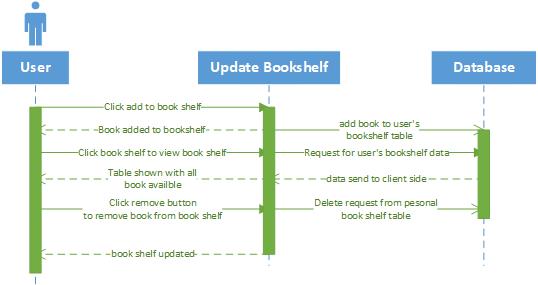 User
Update Bookshelf
Database
Click add to book shelf
Book added to bookshelf
add book to user's
bookshelf table
Click book shelf to view book shelf
Request for user's bookshelf data
Table shown with all
book availble
data send to client side
Click remove button
to remove book from book shelf
Delete request from pesonal
book shelf table
book shelf updated